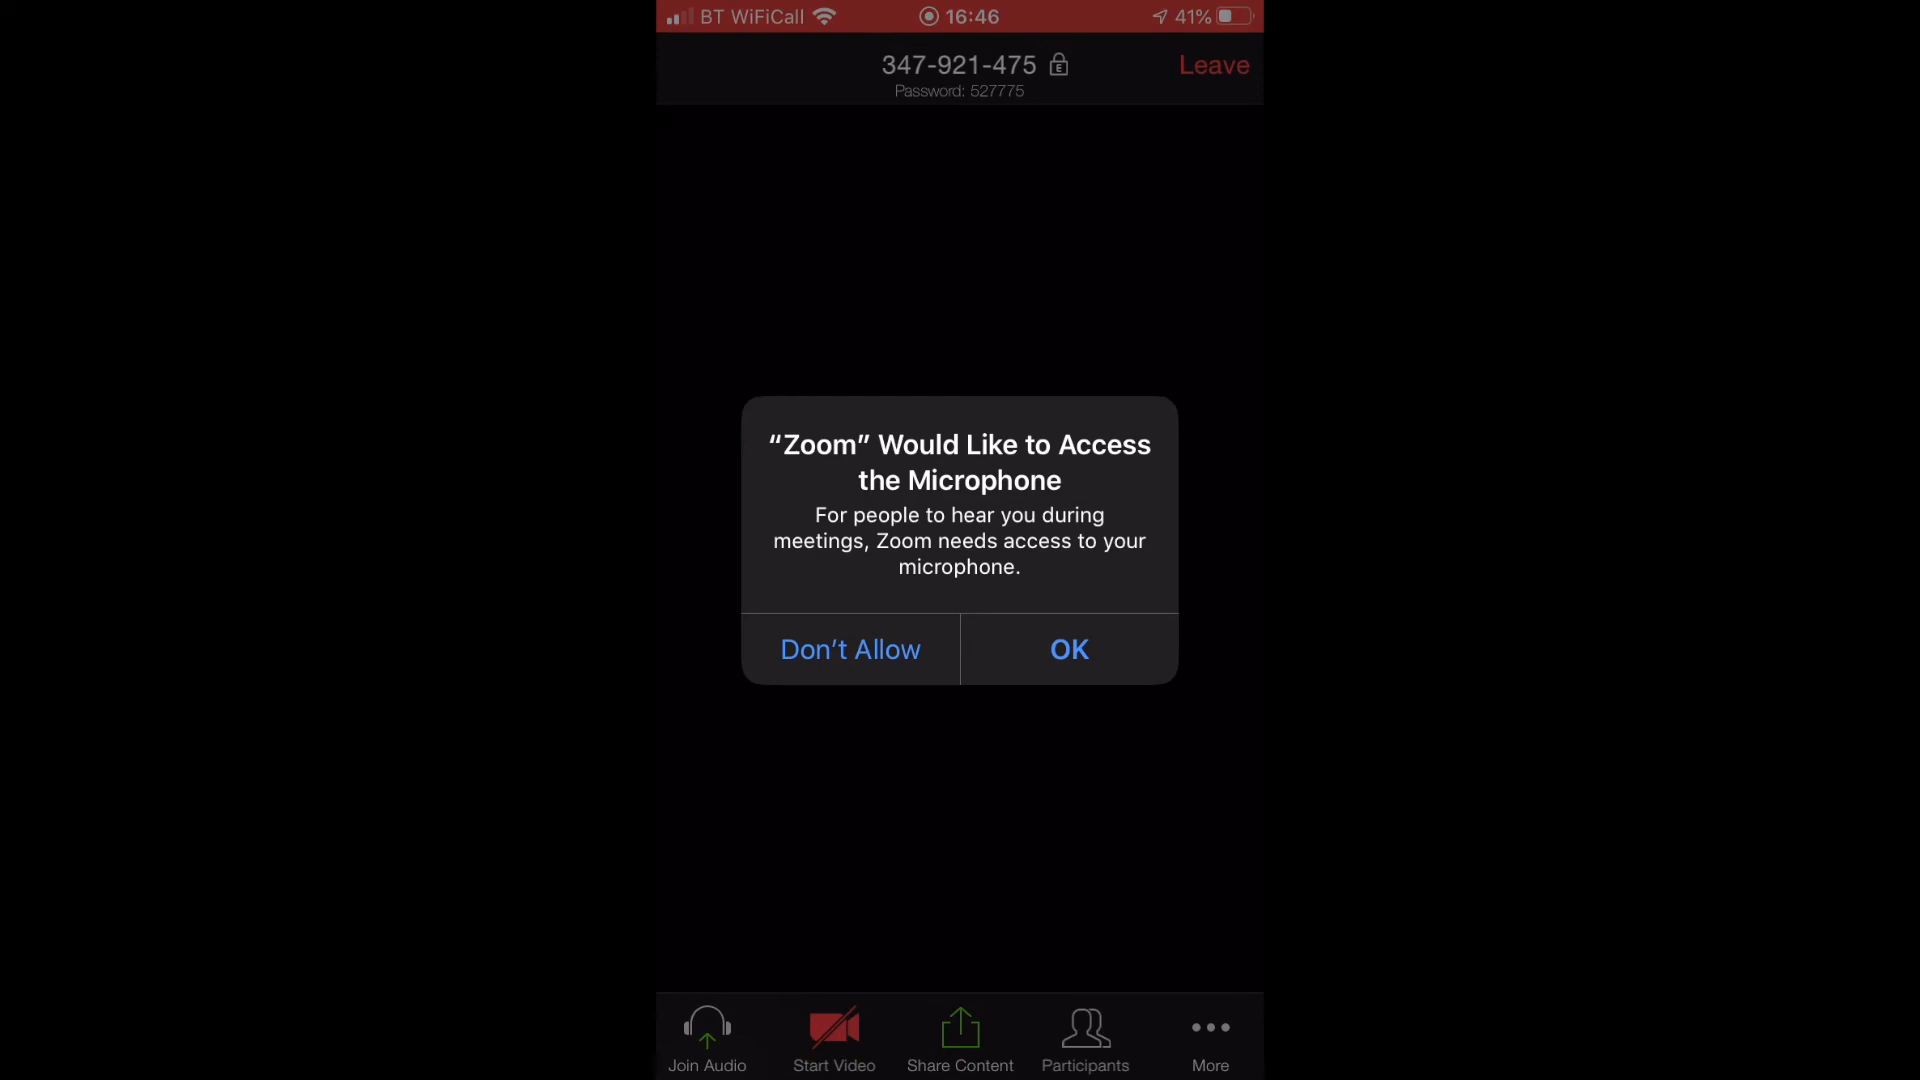 BT WiFiCall 16:46 41%
347-921-475 Leave
Password: 527775
“Zoom” Would Like to Access
the Microphone
For people to hear you during
meetings, Zoom needs access to your
microphone.
Don’t Allow OK
Join Audio Start Video Share Content Participants More